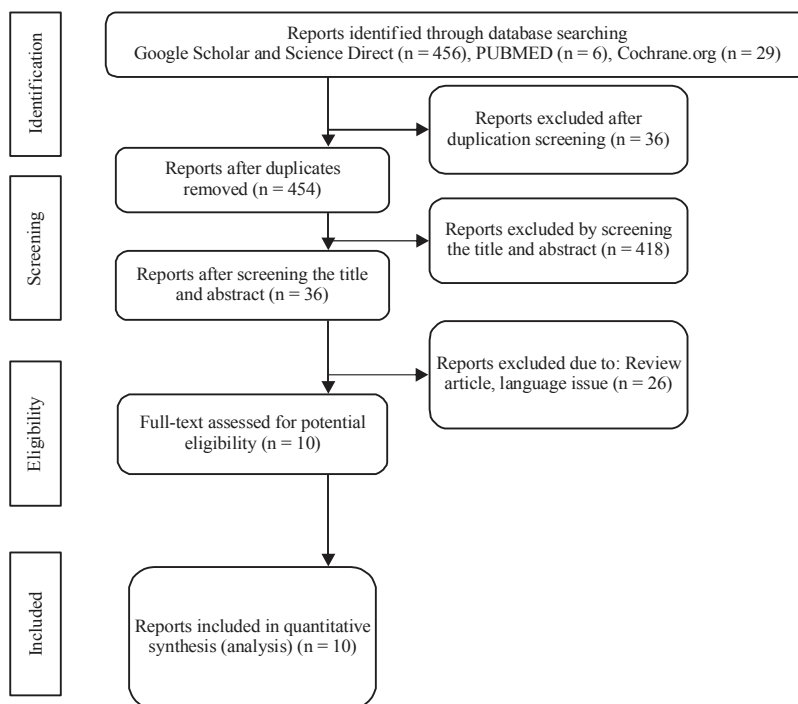 Identification
Reports identified through database searching
Google Scholar and Science Direct (n = 456), PUBMED (n = 6), Cochrane.org (n = 29)
Reports excluded after
duplication screening (n = 36)
Reports after duplicates
removed (n = 454)
Screening
Reports excluded by screening
the title and abstract (n = 418)
Reports after screening the title
and abstract (n = 36)
Eligibility
Reports excluded due to: Review
article, language issue (n = 26)
Full-text assessed for potential
eligibility (n = 10)
Included
Reports included in quantitative
synthesis (analysis) (n = 10)